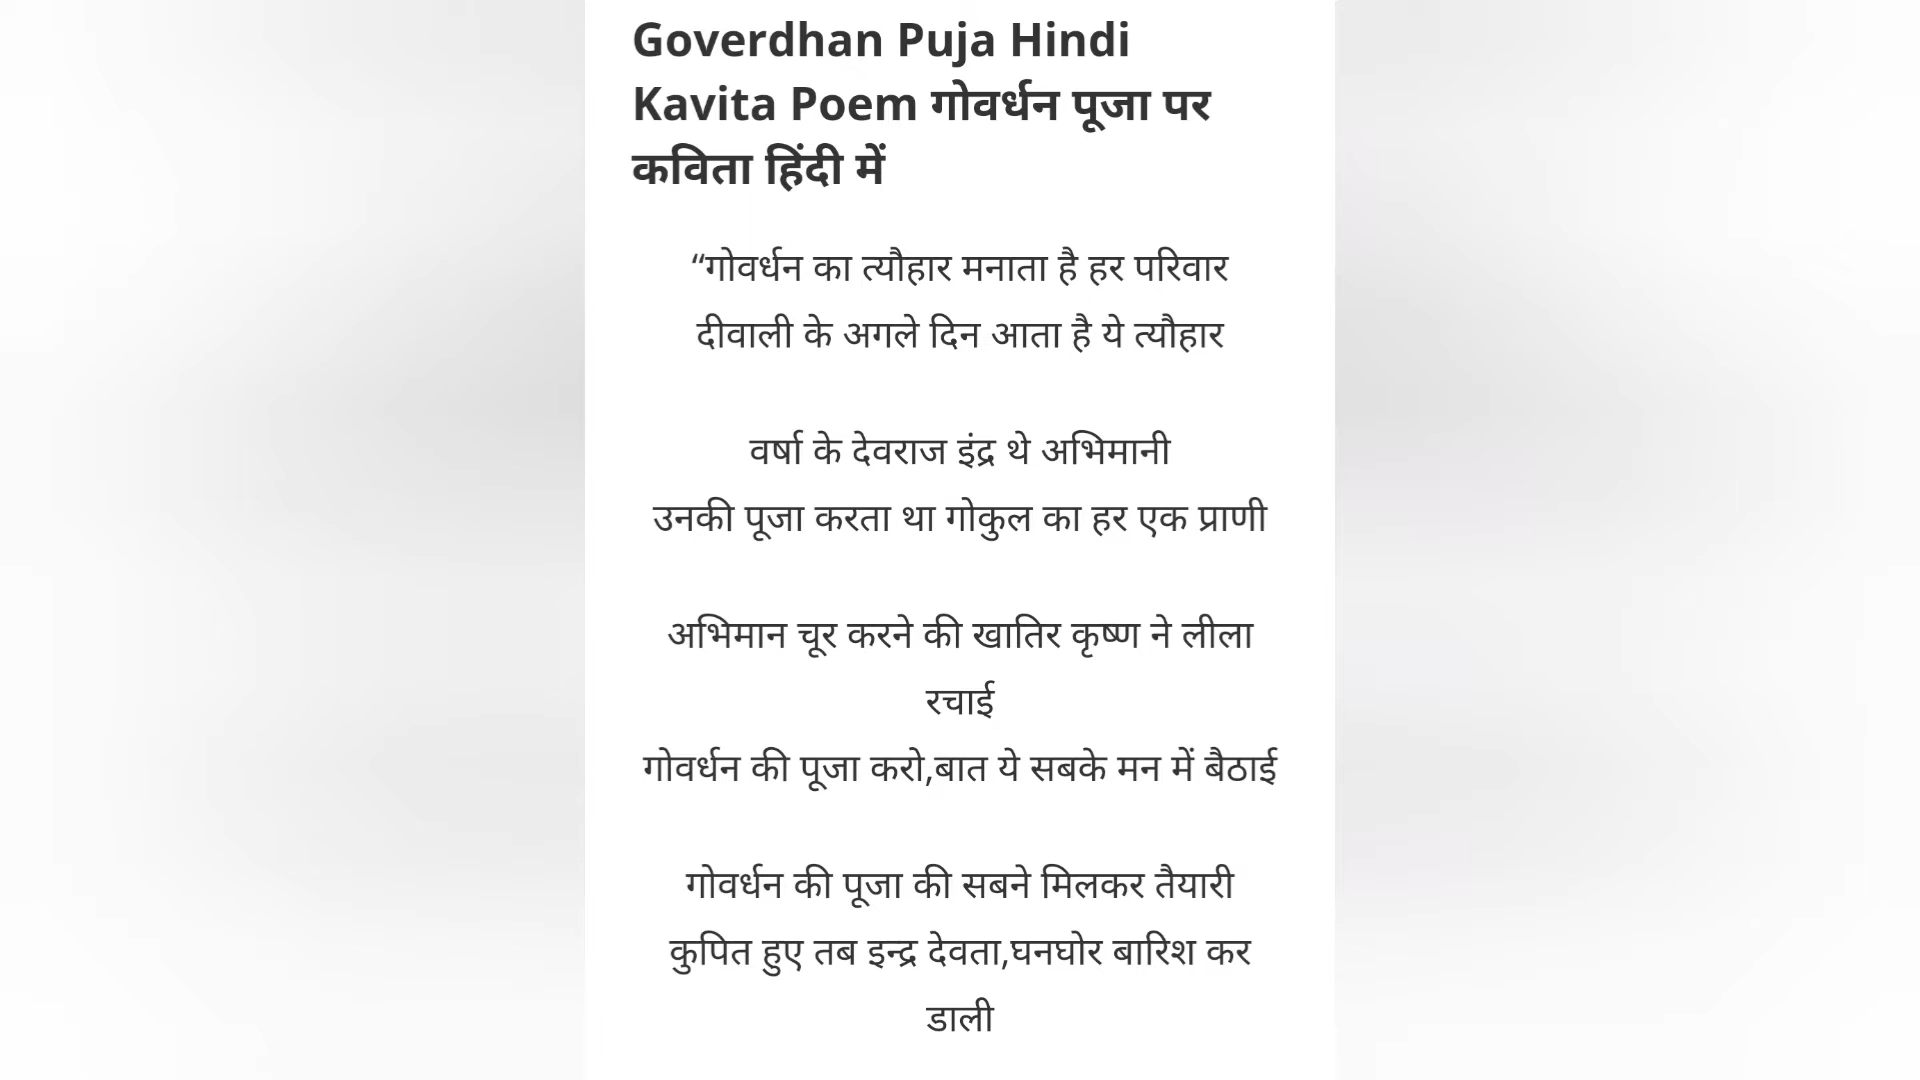 Goverdhan Puja Hindi
Kavita Poem गोवर्धन पूजा पर
कविता हिंदी में
“गोवर्धन का त्यौहार मनाता है हर परिवार
दीवाली के अगले दिन आता है ये त्यौहार
वर्षा के देवराज इंद्र थे अभिमानी
उनकी पूजा करता था गोकुल का हर एक प्राणी
अभिमान चूर करने की खातिर कृष्ण ने लीला
रचाई
गोवर्धन की पूजा करो,बात ये सबके मन में बैठाई
गोवर्धन की पूजा की सबने मिलकर तैयारी
कुपित हुए तब इन्द्र देवता,घनघोर बारिश कर
डाली